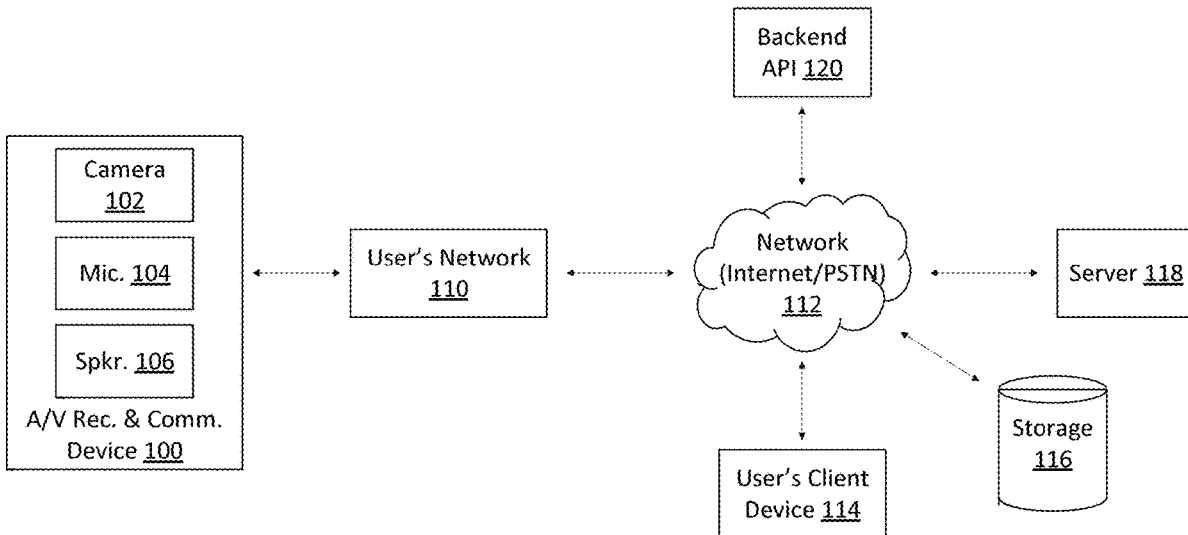 Backend
API 120
Camera
102
Mic. 104
Spkr. 106
A/V Rec. & Comm.
Device 100
User's Network
110
Network
(Internet/PSTN)
112
Server 118
Storage
116
User's Client
Device 114